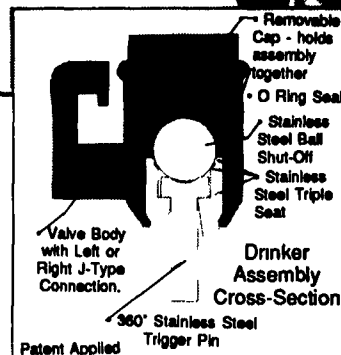 • Removable
Cap - holds
assembly
together
• O Ring Seal
• Stainless
Steel Ball
Shut-Off
• Stainless
Steel Triple
Seat
• Valve Body
with Left or
Right J-Type
Connection.
Drinker
Assembly
Cross-Section
• 360° Stainless Steel
Trigger Pin
Patent Applied